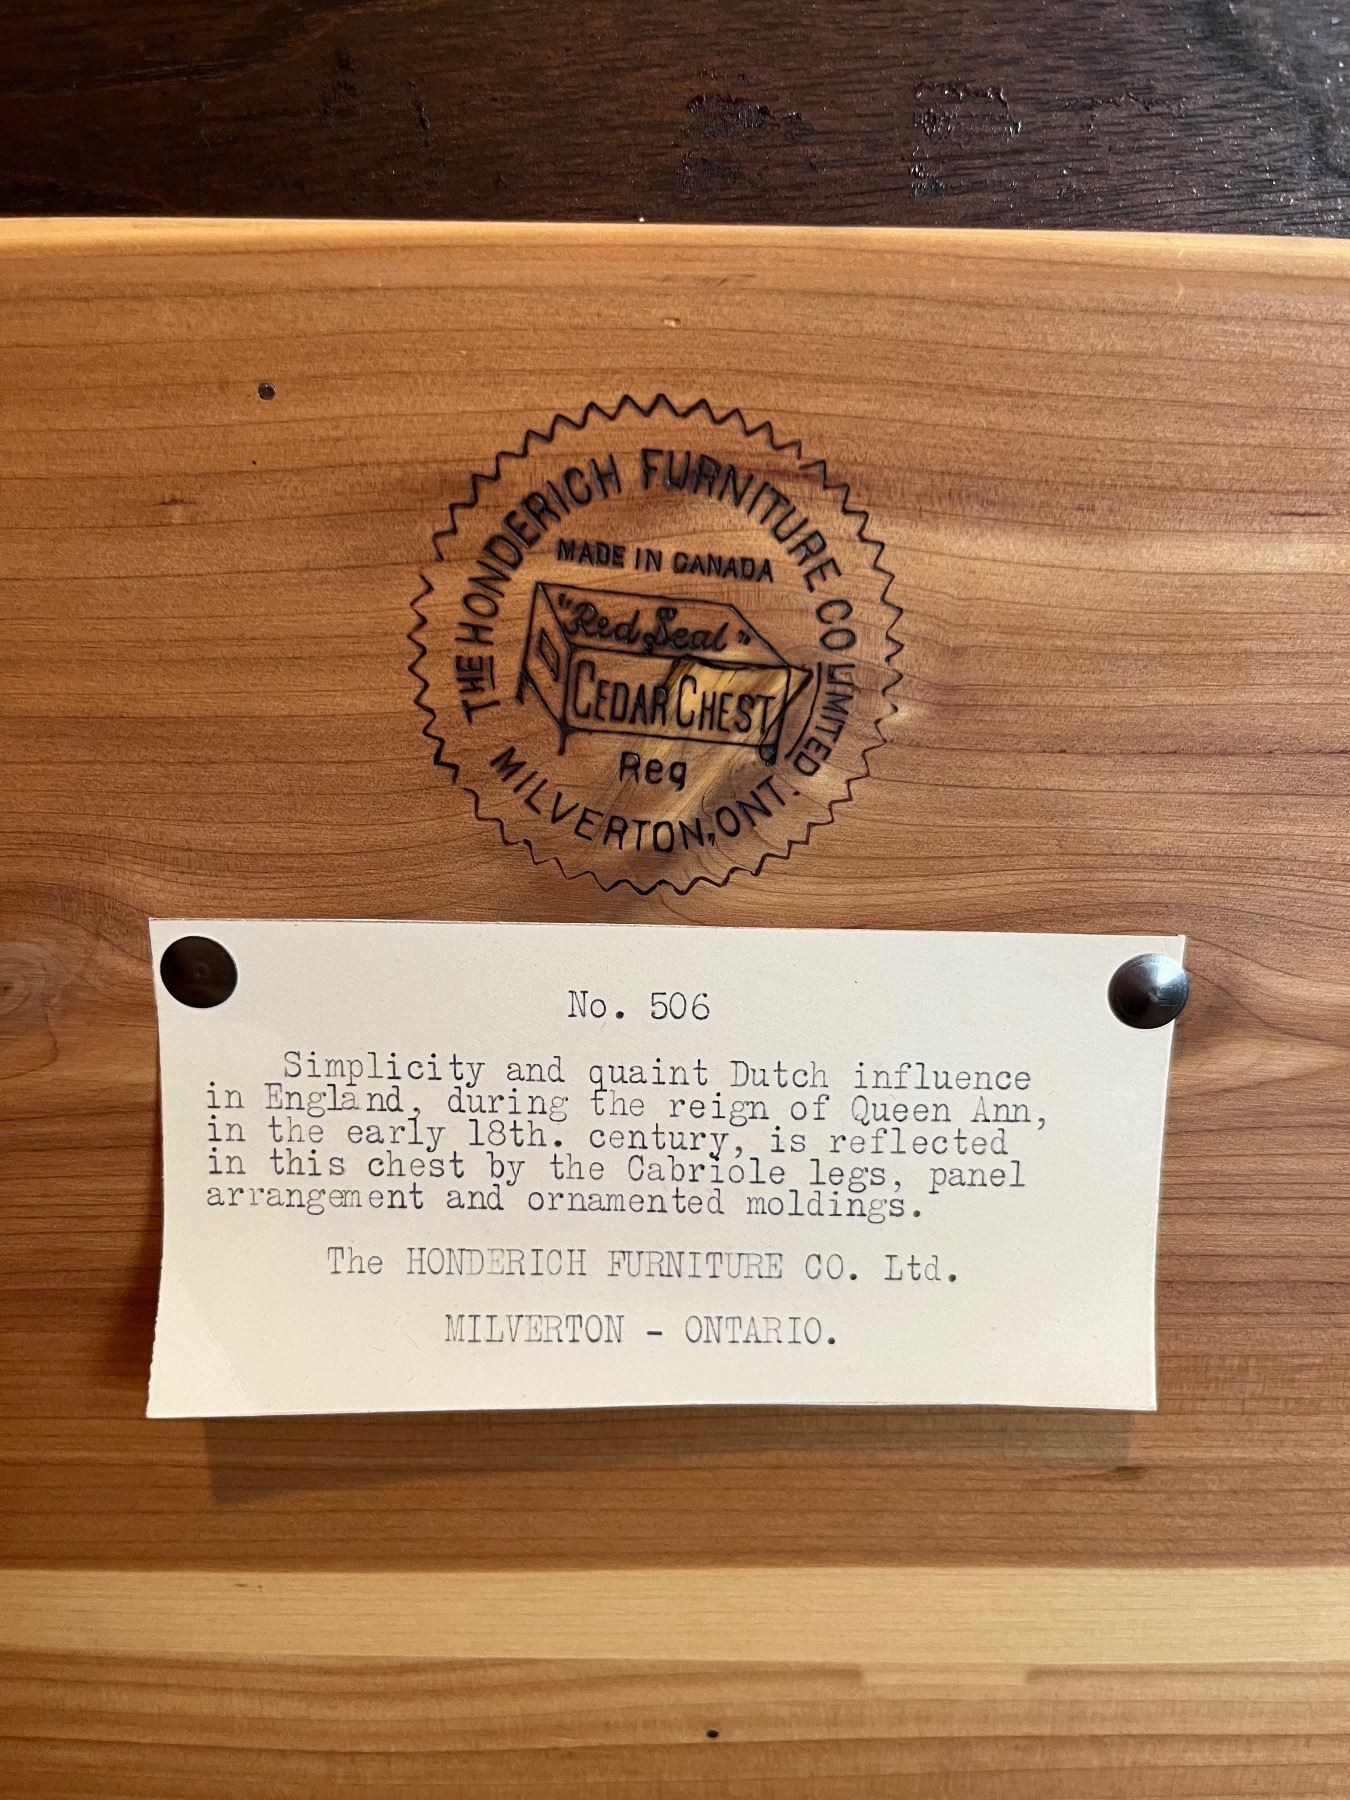 THE HONDERICH FURNITURE CO LIMITED.
MADE IN CANADA
"Red Seal"
CEDAR CHEST
Reg
MILVERTON, ONT.
No. 506
Simplicity and quaint Dutch influence
in England, during the reign of Queen Ann,
in the early 18th. century, is reflected
in this chest by the Cabriole legs, panel
arrangement and ornamented moldings.
The HONDERICH FURNITURE CO. Ltd.
MILVERTON - ONTARIO.